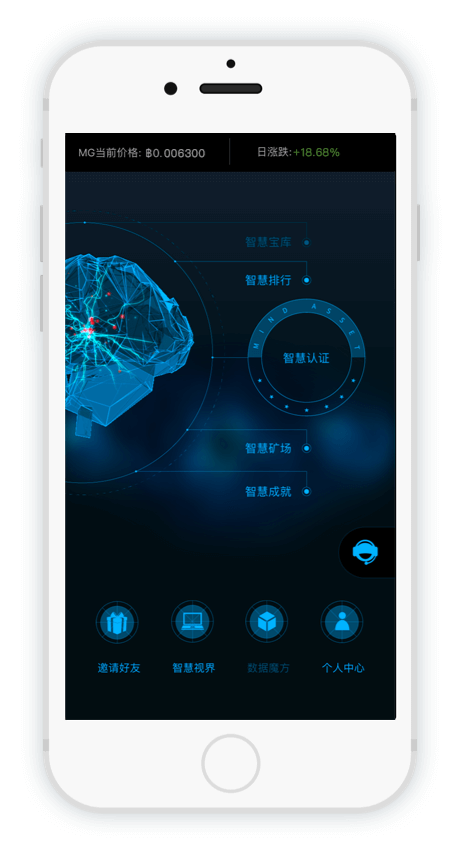 MG当前价格: ฿0.006300
日涨跌:+18.68%
智慧宝库
智慧排行
MIND ASSET
智慧认证
智慧矿场
智慧成就
邀请好友
智慧视界
数据魔方
个人中心